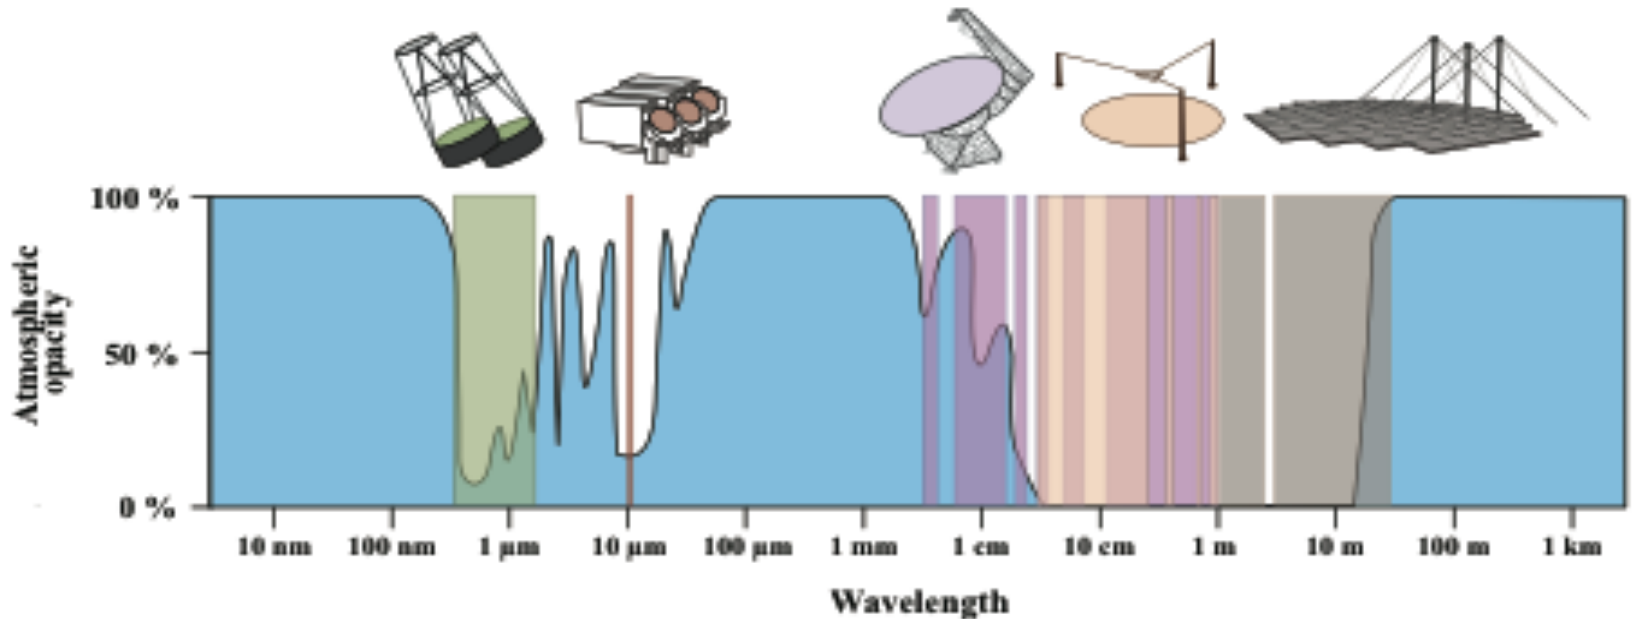 100 %
50 %
0 %
Atmospheric
opacity
10 nm 100 nm 1 μm 10 μm 100 μm 1 mm 1 cm 10 cm 1 m 10 m 100 m 1 km
Wavelength